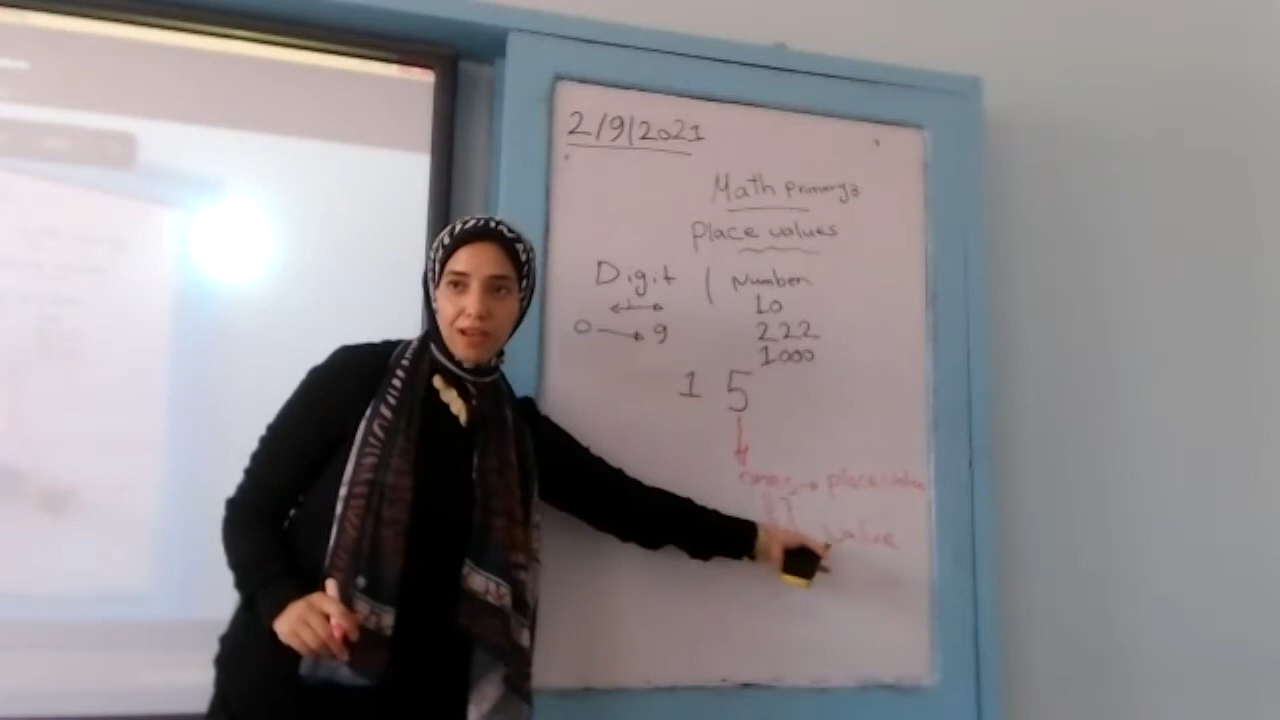 2/9/2021
Math primary 3
Place values
Digit | Number
10
0 → 9 222
1000
1 5
ones → place value
value